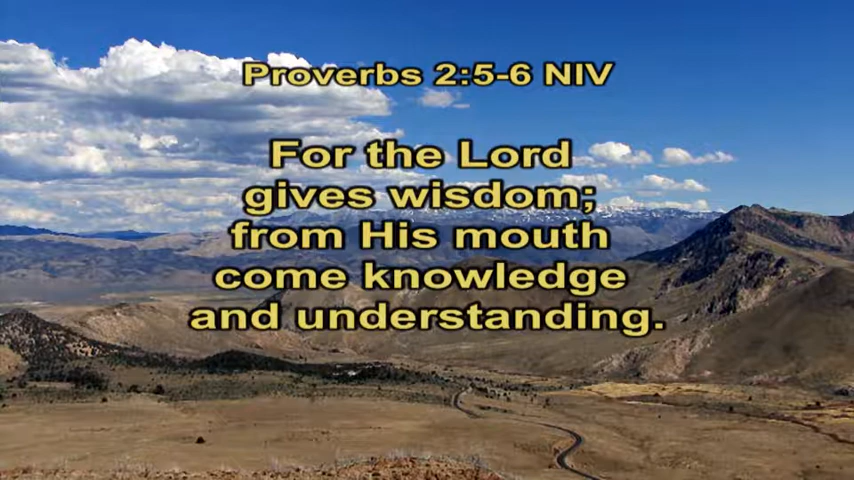 Proverbs 2:5-6 NIV
For the Lord
gives wisdom;
from His mouth
come knowledge
and understanding.